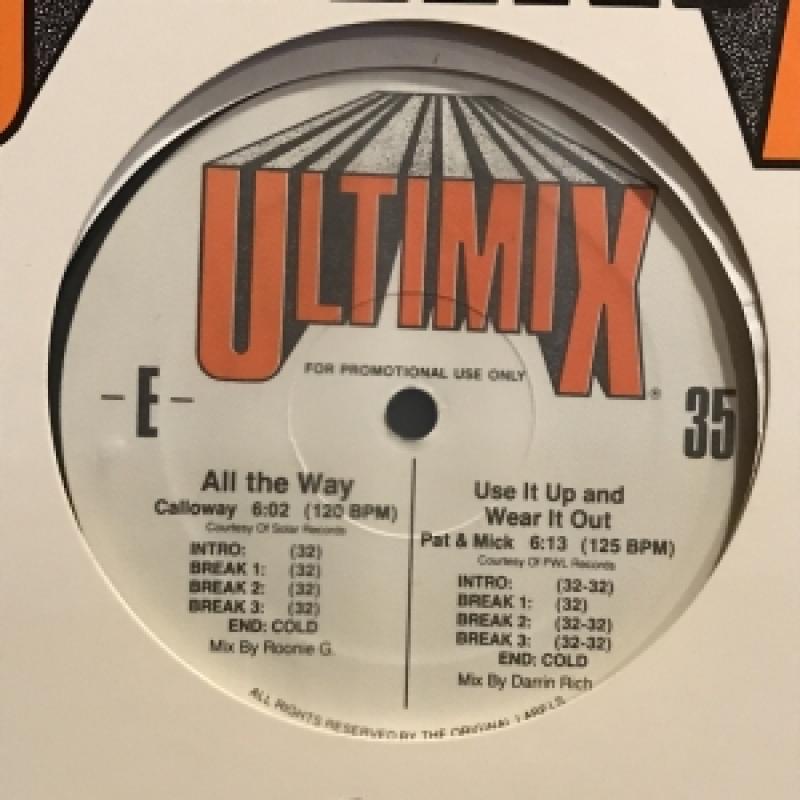 ULTIMIX®
FOR PROMOTIONAL USE ONLY
-E-
35
All the Way
Calloway 6:02 (120 BPM)
Courtesy Of Solar Records
INTRO: (32)
BREAK 1: (32)
BREAK 2: (32)
BREAK 3: (32)
END: COLD
Mix By Roonie G.
Use It Up and
Wear It Out
Pat & Mick 6:13 (125 BPM)
Courtesy Of PWL Records
INTRO: (32-32)
BREAK 1: (32)
BREAK 2: (32-32)
BREAK 3: (32-32)
END: COLD
Mix By Darrin Rich
ALL RIGHTS RESERVED BY THE ORIGINAL LABELS